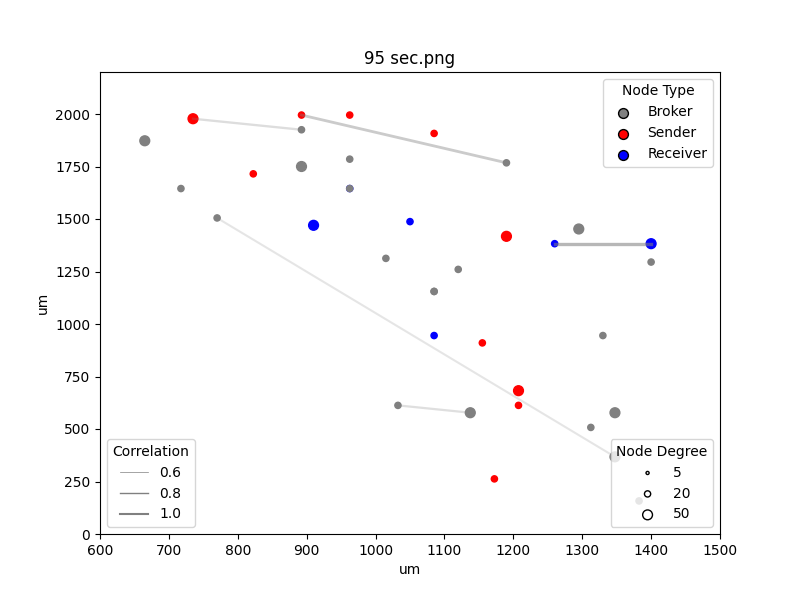 95 sec.png
Node Type
Broker
Sender
Receiver
2000
1750
1500
1250
1000
750
500
250
0
um
Correlation
0.6
0.8
1.0
Node Degree
5
20
50
600 700 800 900 1000 1100 1200 1300 1400 1500
um